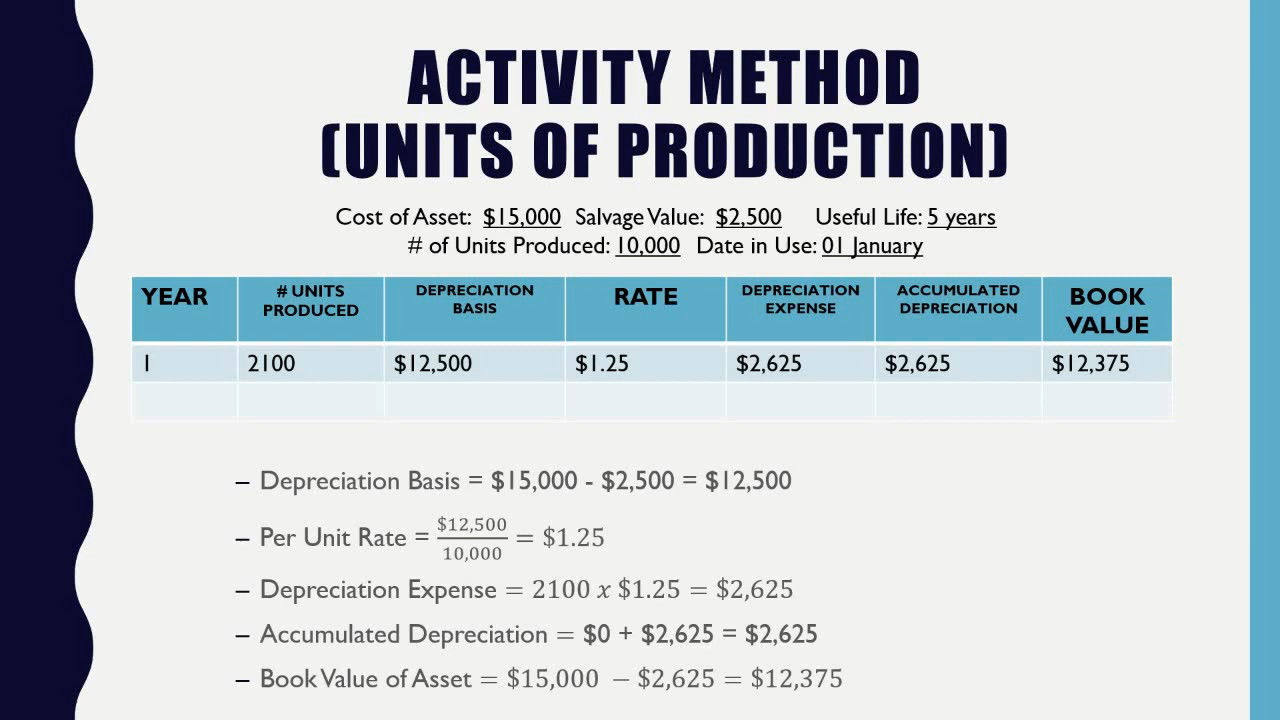 ACTIVITY METHOD
(UNITS OF PRODUCTION)
Cost of Asset: $15,000 Salvage Value: $2,500 Useful Life: 5 years
# of Units Produced: 10,000 Date in Use: 01 January
YEAR # UNITS PRODUCED DEPRECIATION BASIS RATE DEPRECIATION EXPENSE ACCUMULATED DEPRECIATION BOOK VALUE
1 2100 $12,500 $1.25 $2,625 $2,625 $12,375
– Depreciation Basis = $15,000 - $2,500 = $12,500
– Per Unit Rate = $12,500/10,000 = $1.25
– Depreciation Expense = 2100 x $1.25 = $2,625
– Accumulated Depreciation = $0 + $2,625 = $2,625
– Book Value of Asset = $15,000 − $2,625 = $12,375